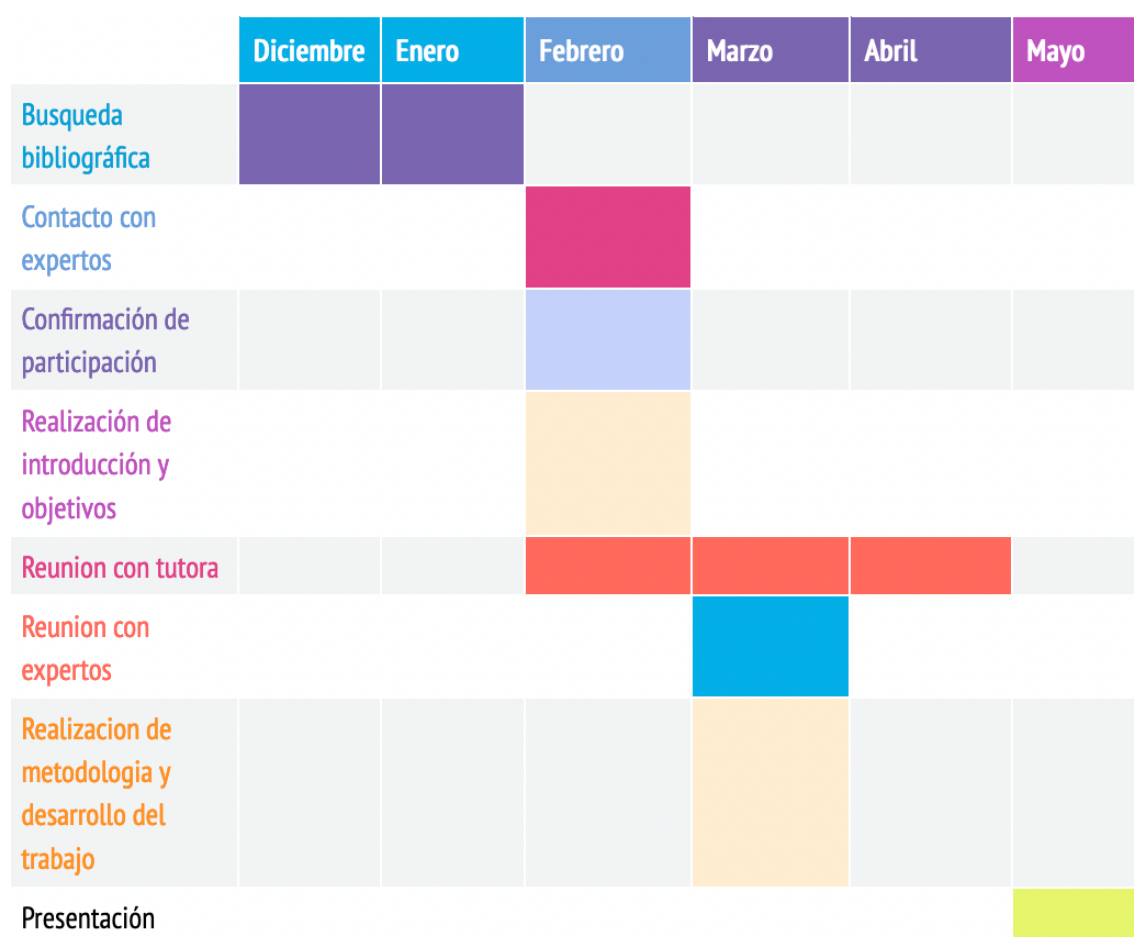 Diciembre Enero Febrero Marzo Abril Mayo
Busqueda
bibliográfica
Contacto con
expertos
Confirmación de
participación
Realización de
introducción y
objetivos
Reunion con tutora
Reunion con
expertos
Realizacion de
metodologia y
desarrollo del
trabajo
Presentación